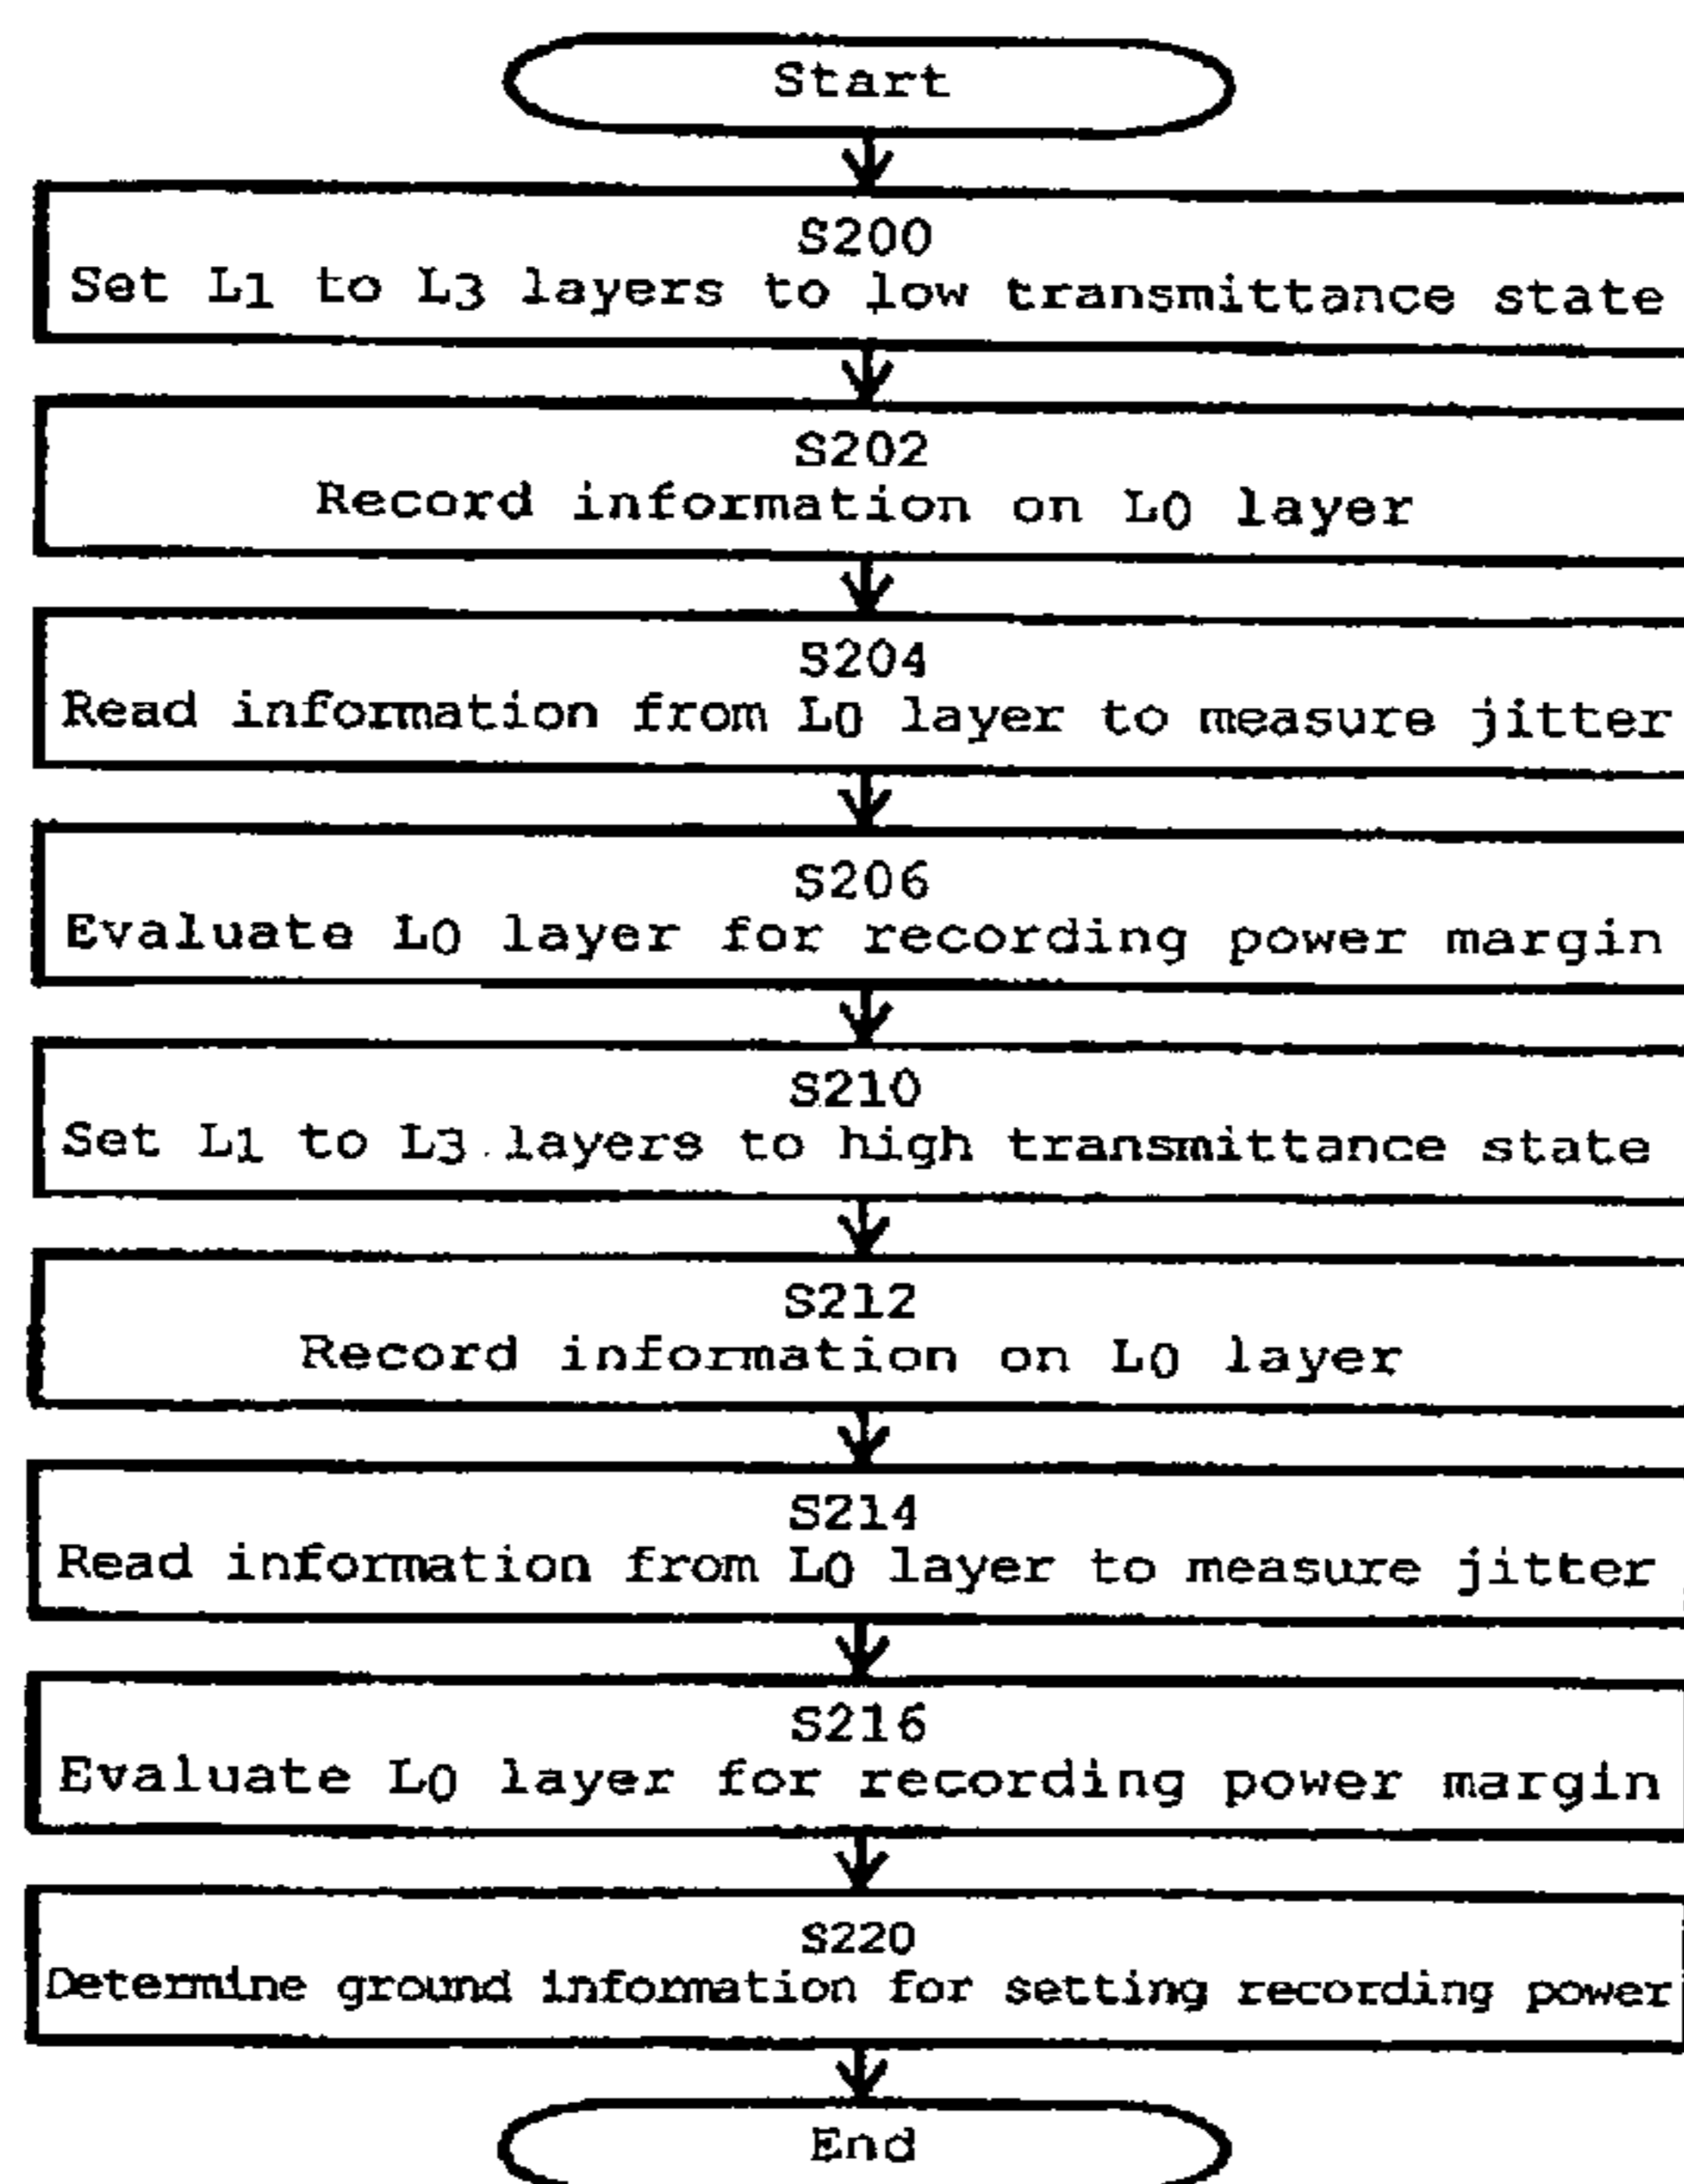 Start
S200
Set L1 to L3 layers to low transmittance state
S202
Record information on L0 layer
S204
Read information from L0 layer to measure jitter
S206
Evaluate L0 layer for recording power margin
S210
Set L1 to L3 layers to high transmittance state
S212
Record information on L0 layer
S214
Read information from L0 layer to measure jitter
S216
Evaluate L0 layer for recording power margin
S220
Determine ground information for setting recording power
End